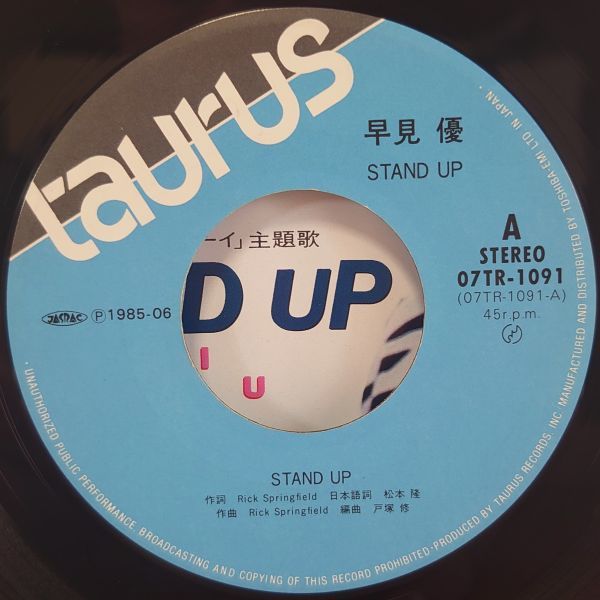 taurus
早見 優
STAND UP
A
STEREO
07TR-1091
(07TR-1091-A)
45r.p.m.
JASRAC Ⓟ1985-06
ーイ」主題歌
D UP
I U
STAND UP
作詞 Rick Springfield 日本語詞 松本 隆
作曲 Rick Springfield 編曲 戸塚 修
・UNAUTHORIZED PUBLIC PERFORMANCE, BROADCASTING AND COPYING OF THIS RECORD PROHIBITED・PRODUCED BY TAURUS RECORDS, INC. MANUFACTURED AND DISTRIBUTED BY TOSHIBA-EMI LTD IN JAPAN・